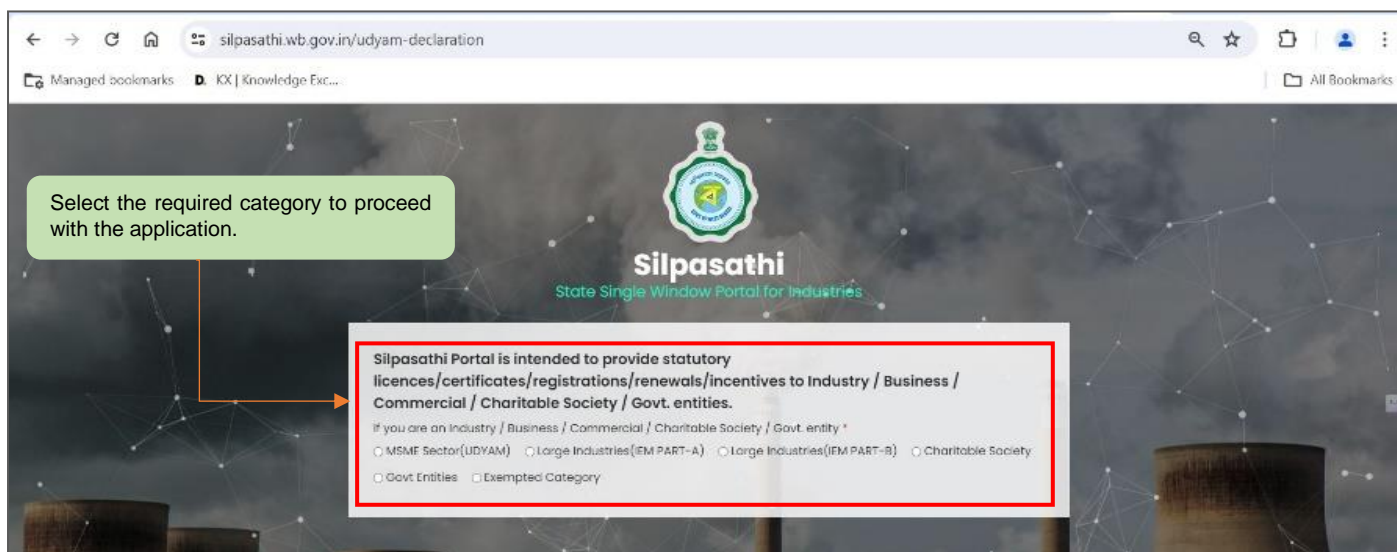 silpasathi.wb.gov.in/udyam-declaration
Managed bookmarks D. KX | Knowledge Exc... All Bookmarks
Select the required category to proceed
with the application.
Silpasathi
State Single Window Portal for Industries
Silpasathi Portal is intended to provide statutory
licences/certificates/registrations/renewals/incentives to Industry / Business /
Commercial / Charitable Society / Govt. entities.
If you are an Industry / Business / Commercial / Charitable Society / Govt. entity *
MSME Sector(UDYAM) Large Industries(IEM PART-A) Large Industries(IEM PART-B) Charitable Society
Govt Entities Exempted Category